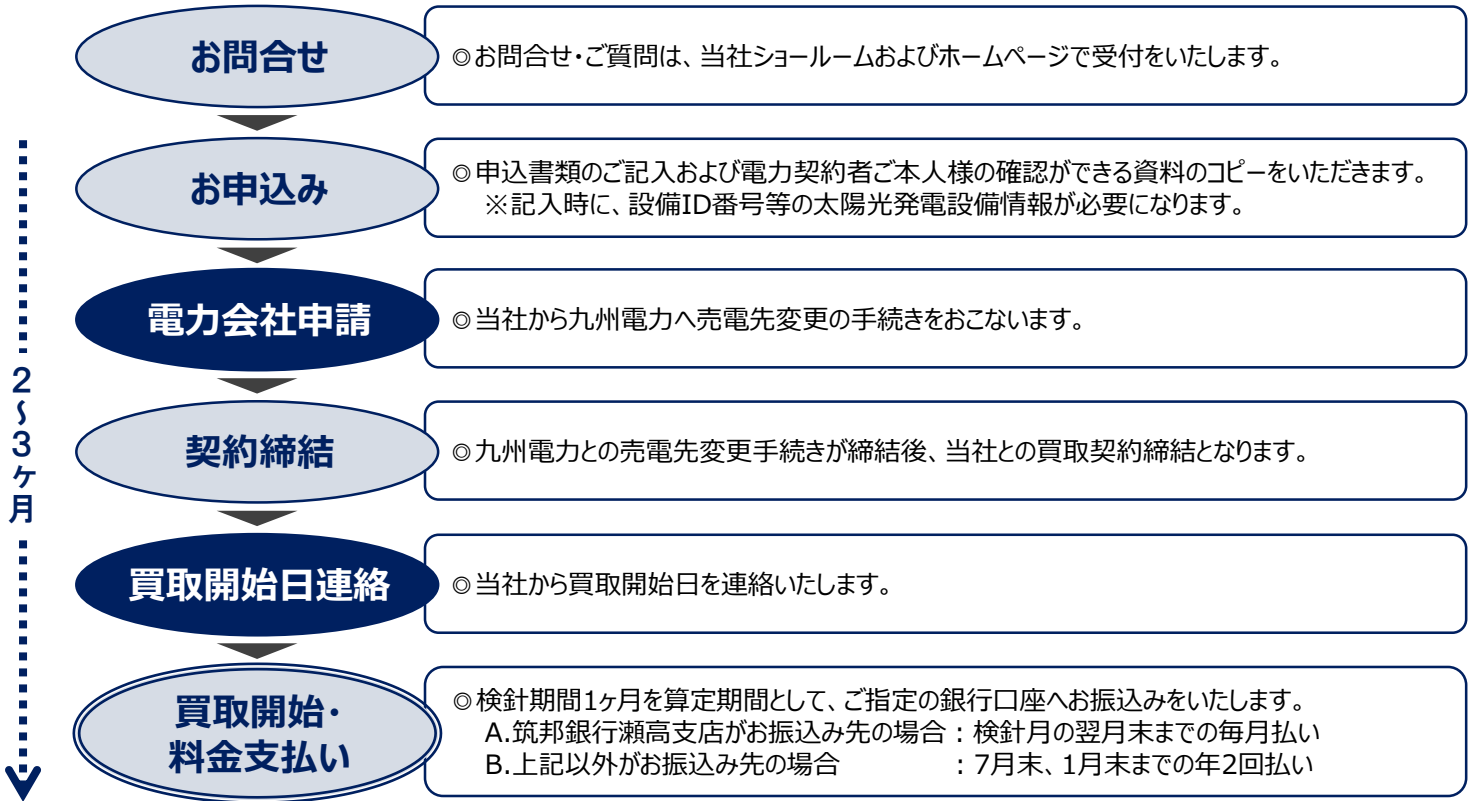 お問合せ
◎お問合せ・ご質問は、当社ショールームおよびホームページで受付をいたします。
お申込み
◎申込書類のご記入および電力契約者ご本人様の確認ができる資料のコピーをいただきます。
※記入時に、設備ID番号等の太陽光発電設備情報が必要になります。
電力会社申請
◎当社から九州電力へ売電先変更の手続きをおこないます。
2～3ヶ月
契約締結
◎九州電力との売電先変更手続きが締結後、当社との買取契約締結となります。
買取開始日連絡
◎当社から買取開始日を連絡いたします。
買取開始・
料金支払い
◎検針期間1ヶ月を算定期間として、ご指定の銀行口座へお振込みをいたします。
A.筑邦銀行瀬高支店がお振込み先の場合：検針月の翌月末までの毎月払い
B.上記以外がお振込み先の場合　　　　　：7月末、1月末までの年2回払い